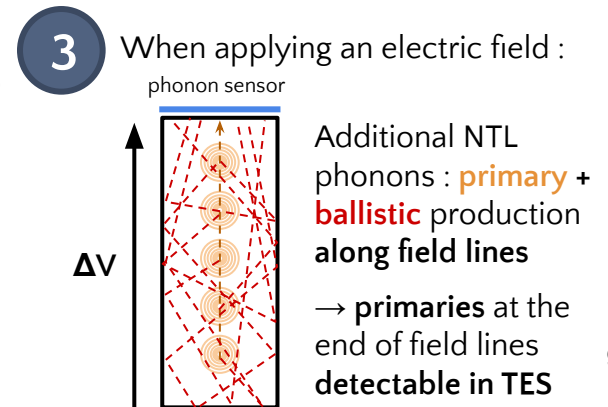 3
When applying an electric field :
phonon sensor
ΔV
Additional NTL
phonons : primary +
ballistic production
along field lines
→ primaries at the
end of field lines
detectable in TES